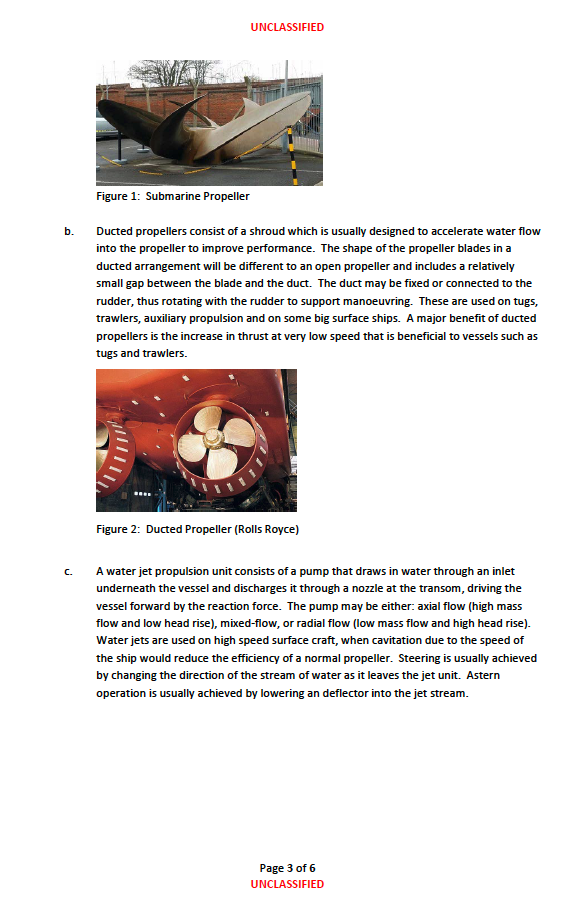 UNCLASSIFIED
Figure 1: Submarine Propeller
b. Ducted propellers consist of a shroud which is usually designed to accelerate water flow
into the propeller to improve performance. The shape of the propeller blades in a
ducted arrangement will be different to an open propeller and includes a relatively
small gap between the blade and the duct. The duct may be fixed or connected to the
rudder, thus rotating with the rudder to support manoeuvring. These are used on tugs,
trawlers, auxiliary propulsion and on some big surface ships. A major benefit of ducted
propellers is the increase in thrust at very low speed that is beneficial to vessels such as
tugs and trawlers.
Figure 2: Ducted Propeller (Rolls Royce)
c. A water jet propulsion unit consists of a pump that draws in water through an inlet
underneath the vessel and discharges it through a nozzle at the transom, driving the
vessel forward by the reaction force. The pump may be either: axial flow (high mass
flow and low head rise), mixed-flow, or radial flow (low mass flow and high head rise).
Water jets are used on high speed surface craft, when cavitation due to the speed of
the ship would reduce the efficiency of a normal propeller. Steering is usually achieved
by changing the direction of the stream of water as it leaves the jet unit. Astern
operation is usually achieved by lowering an deflector into the jet stream.
Page 3 of 6
UNCLASSIFIED